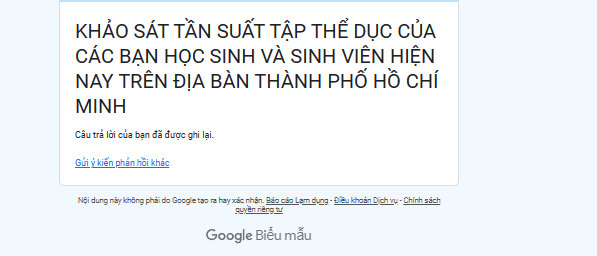 KHẢO SÁT TẦN SUẤT TẬP THỂ DỤC CỦA
CÁC BẠN HỌC SINH VÀ SINH VIÊN HIỆN
NAY TRÊN ĐỊA BÀN THÀNH PHỐ HỒ CHÍ
MINH
Câu trả lời của bạn đã được ghi lại.
Gửi ý kiến phản hồi khác
Nội dung này không phải do Google tạo ra hay xác nhận. Báo cáo Lạm dụng - Điều khoản Dịch vụ - Chính sách
quyền riêng tư
Google Biểu mẫu